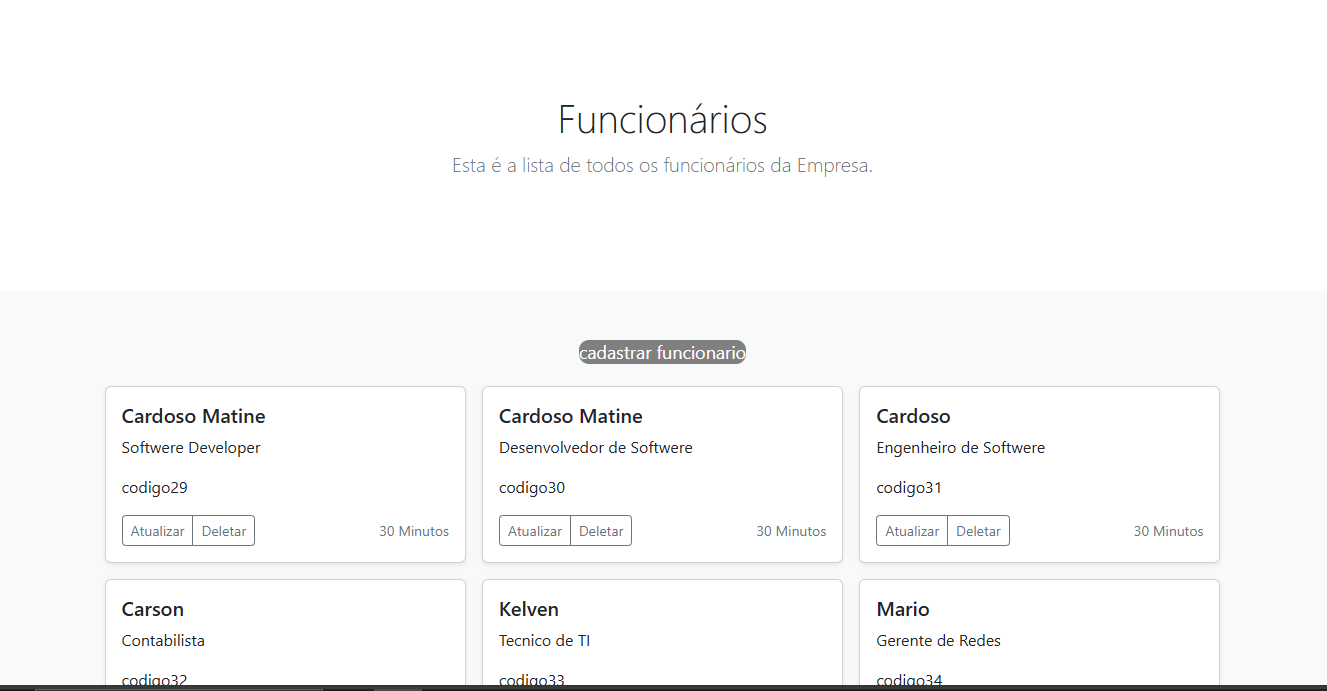 Funcionários
Esta é a lista de todos os funcionários da Empresa.
cadastrar funcionario
Cardoso Matine
Softwere Developer
codigo29
Atualizar Deletar 30 Minutos
Cardoso Matine
Desenvolvedor de Softwere
codigo30
Atualizar Deletar 30 Minutos
Cardoso
Engenheiro de Softwere
codigo31
Atualizar Deletar 30 Minutos
Carson
Contabilista
codigo32
Kelven
Tecnico de TI
codigo33
Mario
Gerente de Redes
codigo34